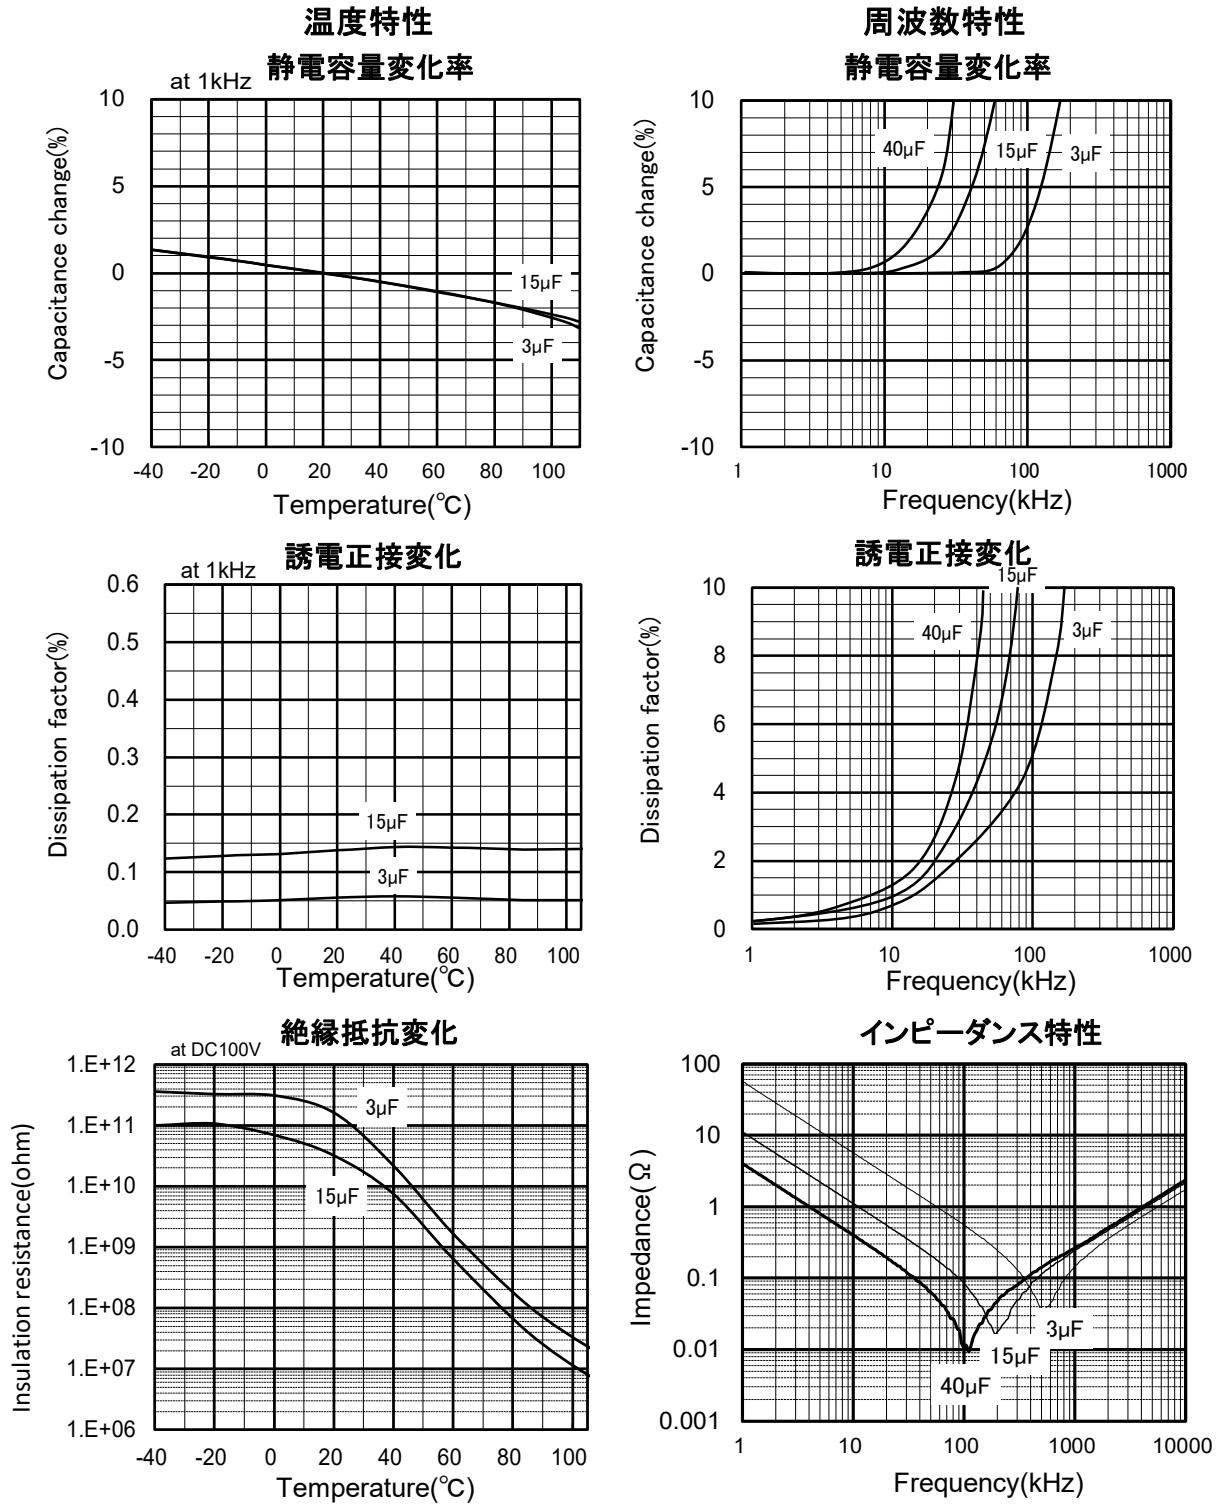 温度特性
静電容量変化率
at 1kHz
Capacitance change(%)
10
5
0
-5
-10
15μF
3μF
-40 -20 0 20 40 60 80 100
Temperature(℃)
周波数特性
静電容量変化率
Capacitance change(%)
10
5
0
-5
-10
40μF 15μF 3μF
1 10 100 1000
Frequency(kHz)
誘電正接変化
at 1kHz
Dissipation factor(%)
0.6
0.5
0.4
0.3
0.2
0.1
0.0
15μF
3μF
-40 -20 0 20 40 60 80 100
Temperature(℃)
誘電正接変化
Dissipation factor(%)
10
8
6
4
2
0
15μF
40μF 3μF
1 10 100 1000
Frequency(kHz)
絶縁抵抗変化
at DC100V
Insulation resistance(ohm)
1.E+12
1.E+11
1.E+10
1.E+09
1.E+08
1.E+07
1.E+06
3μF
15μF
-40 -20 0 20 40 60 80 100
Temperature(℃)
インピーダンス特性
Impedance(Ω)
100
10
1
0.1
0.01
0.001
3μF
15μF
40μF
1 10 100 1000 10000
Frequency(kHz)